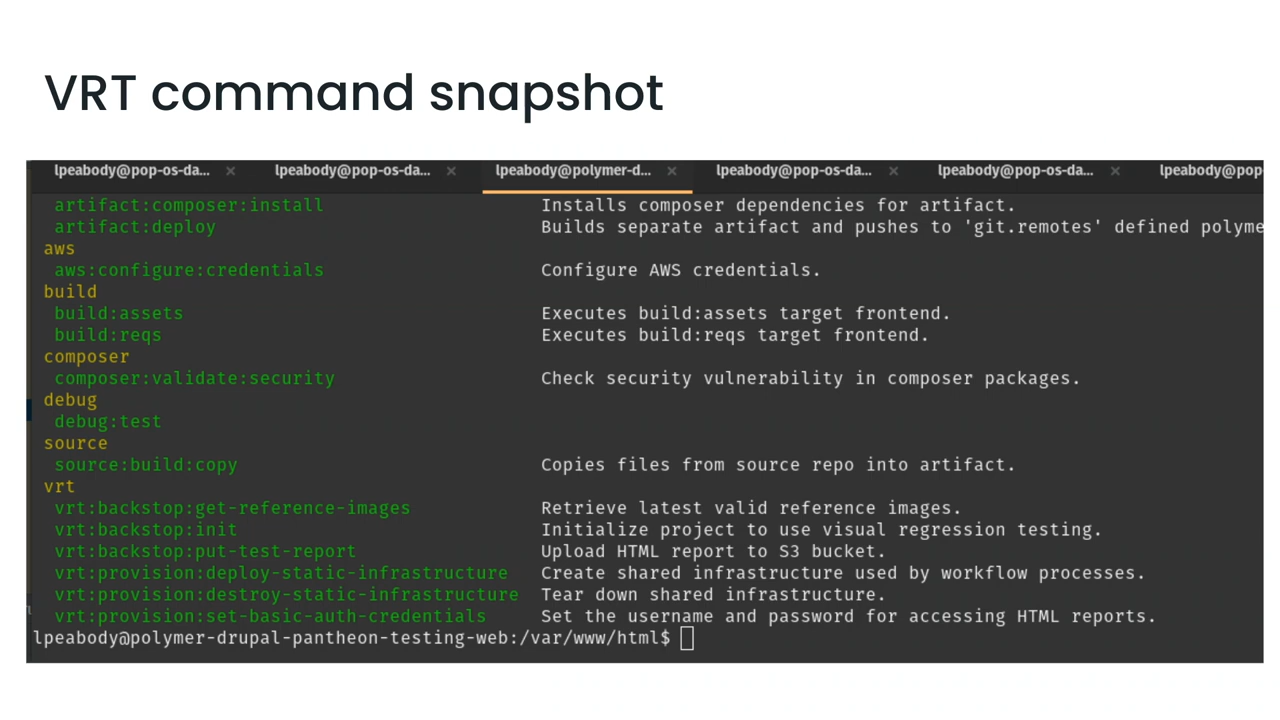 VRT command snapshot
lpeabody@pop-os-da... × lpeabody@pop-os-da... × lpeabody@polymer-d... × lpeabody@pop-os-da... × lpeabody@pop-os-da... × lpeabody@pop
artifact:composer:install Installs composer dependencies for artifact.
artifact:deploy Builds separate artifact and pushes to 'git.remotes' defined polyme
aws
aws:configure:credentials Configure AWS credentials.
build
build:assets Executes build:assets target frontend.
build:reqs Executes build:reqs target frontend.
composer
composer:validate:security Check security vulnerability in composer packages.
debug
debug:test
source
source:build:copy Copies files from source repo into artifact.
vrt
vrt:backstop:get-reference-images Retrieve latest valid reference images.
vrt:backstop:init Initialize project to use visual regression testing.
vrt:backstop:put-test-report Upload HTML report to S3 bucket.
vrt:provision:deploy-static-infrastructure Create shared infrastructure used by workflow processes.
vrt:provision:destroy-static-infrastructure Tear down shared infrastructure.
vrt:provision:set-basic-auth-credentials Set the username and password for accessing HTML reports.
lpeabody@polymer-drupal-pantheon-testing-web:/var/www/html$